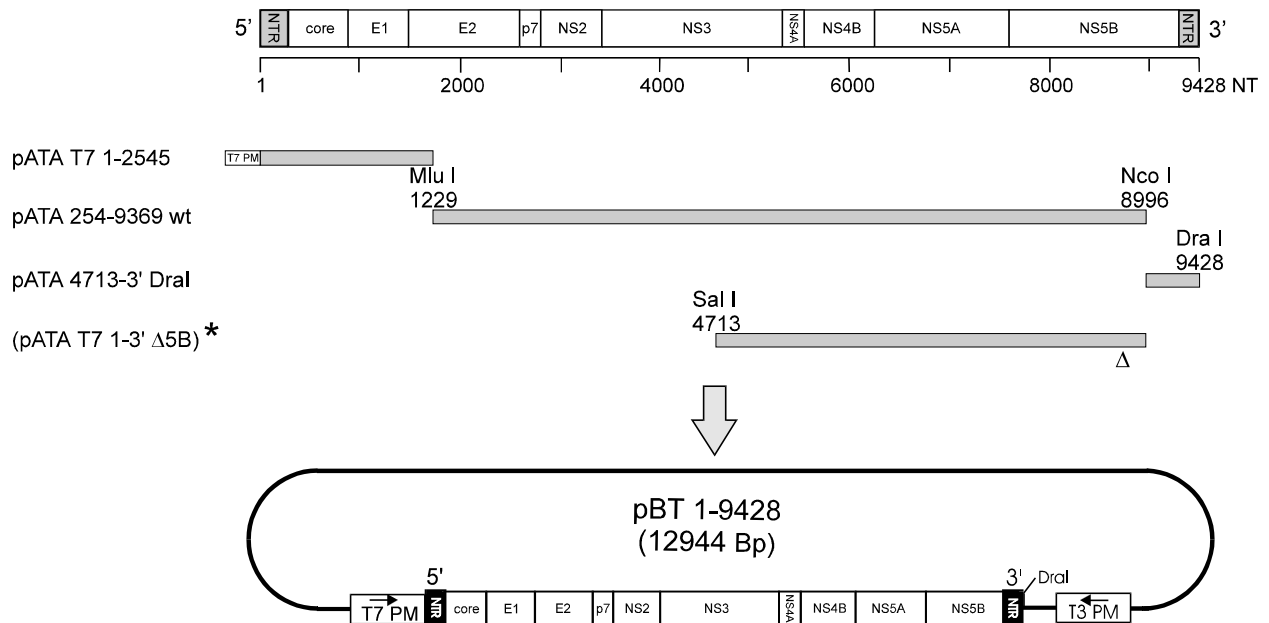 5' NTR core E1 E2 p7 NS2 NS3 NS4A NS4B NS5A NS5B NTR 3'
1 2000 4000 6000 8000 9428 NT
pATA T7 1-2545 T7 PM
Mlu I
1229
Nco I
8996
pATA 254-9369 wt
Dra I
9428
pATA 4713-3' DraI
Sal I
4713
(pATA T7 1-3' Δ5B) *
Δ
pBT 1-9428
(12944 Bp)
5' 3' DraI
T7 PM NTR core E1 E2 p7 NS2 NS3 NS4A NS4B NS5A NS5B NTR T3 PM